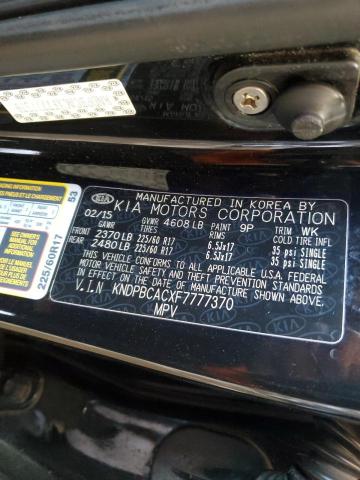 53
225/60R17
MANUFACTURED IN KOREA BY
KIA
KIA MOTORS CORPORATION
02/15 GVWR 4608 LB PAINT 9P TRIM WK
COLD TIRE INFL
FRONT 2370 LB 225/60 R17 6.5Jx17 35 psi SINGLE
REAR 2480 LB 225/60 R17 6.5Jx17 35 psi SINGLE
THIS VEHICLE CONFORMS TO ALL APPLICABLE U.S.A. FEDERAL
MOTOR VEHICLE SAFETY, BUMPER, AND THEFT PREVENTION
STANDARDS IN EFFECT ON THE DATE OF MANUFACTURE SHOWN ABOVE.
V.I.N KNDPBCACXF7777370
MPV